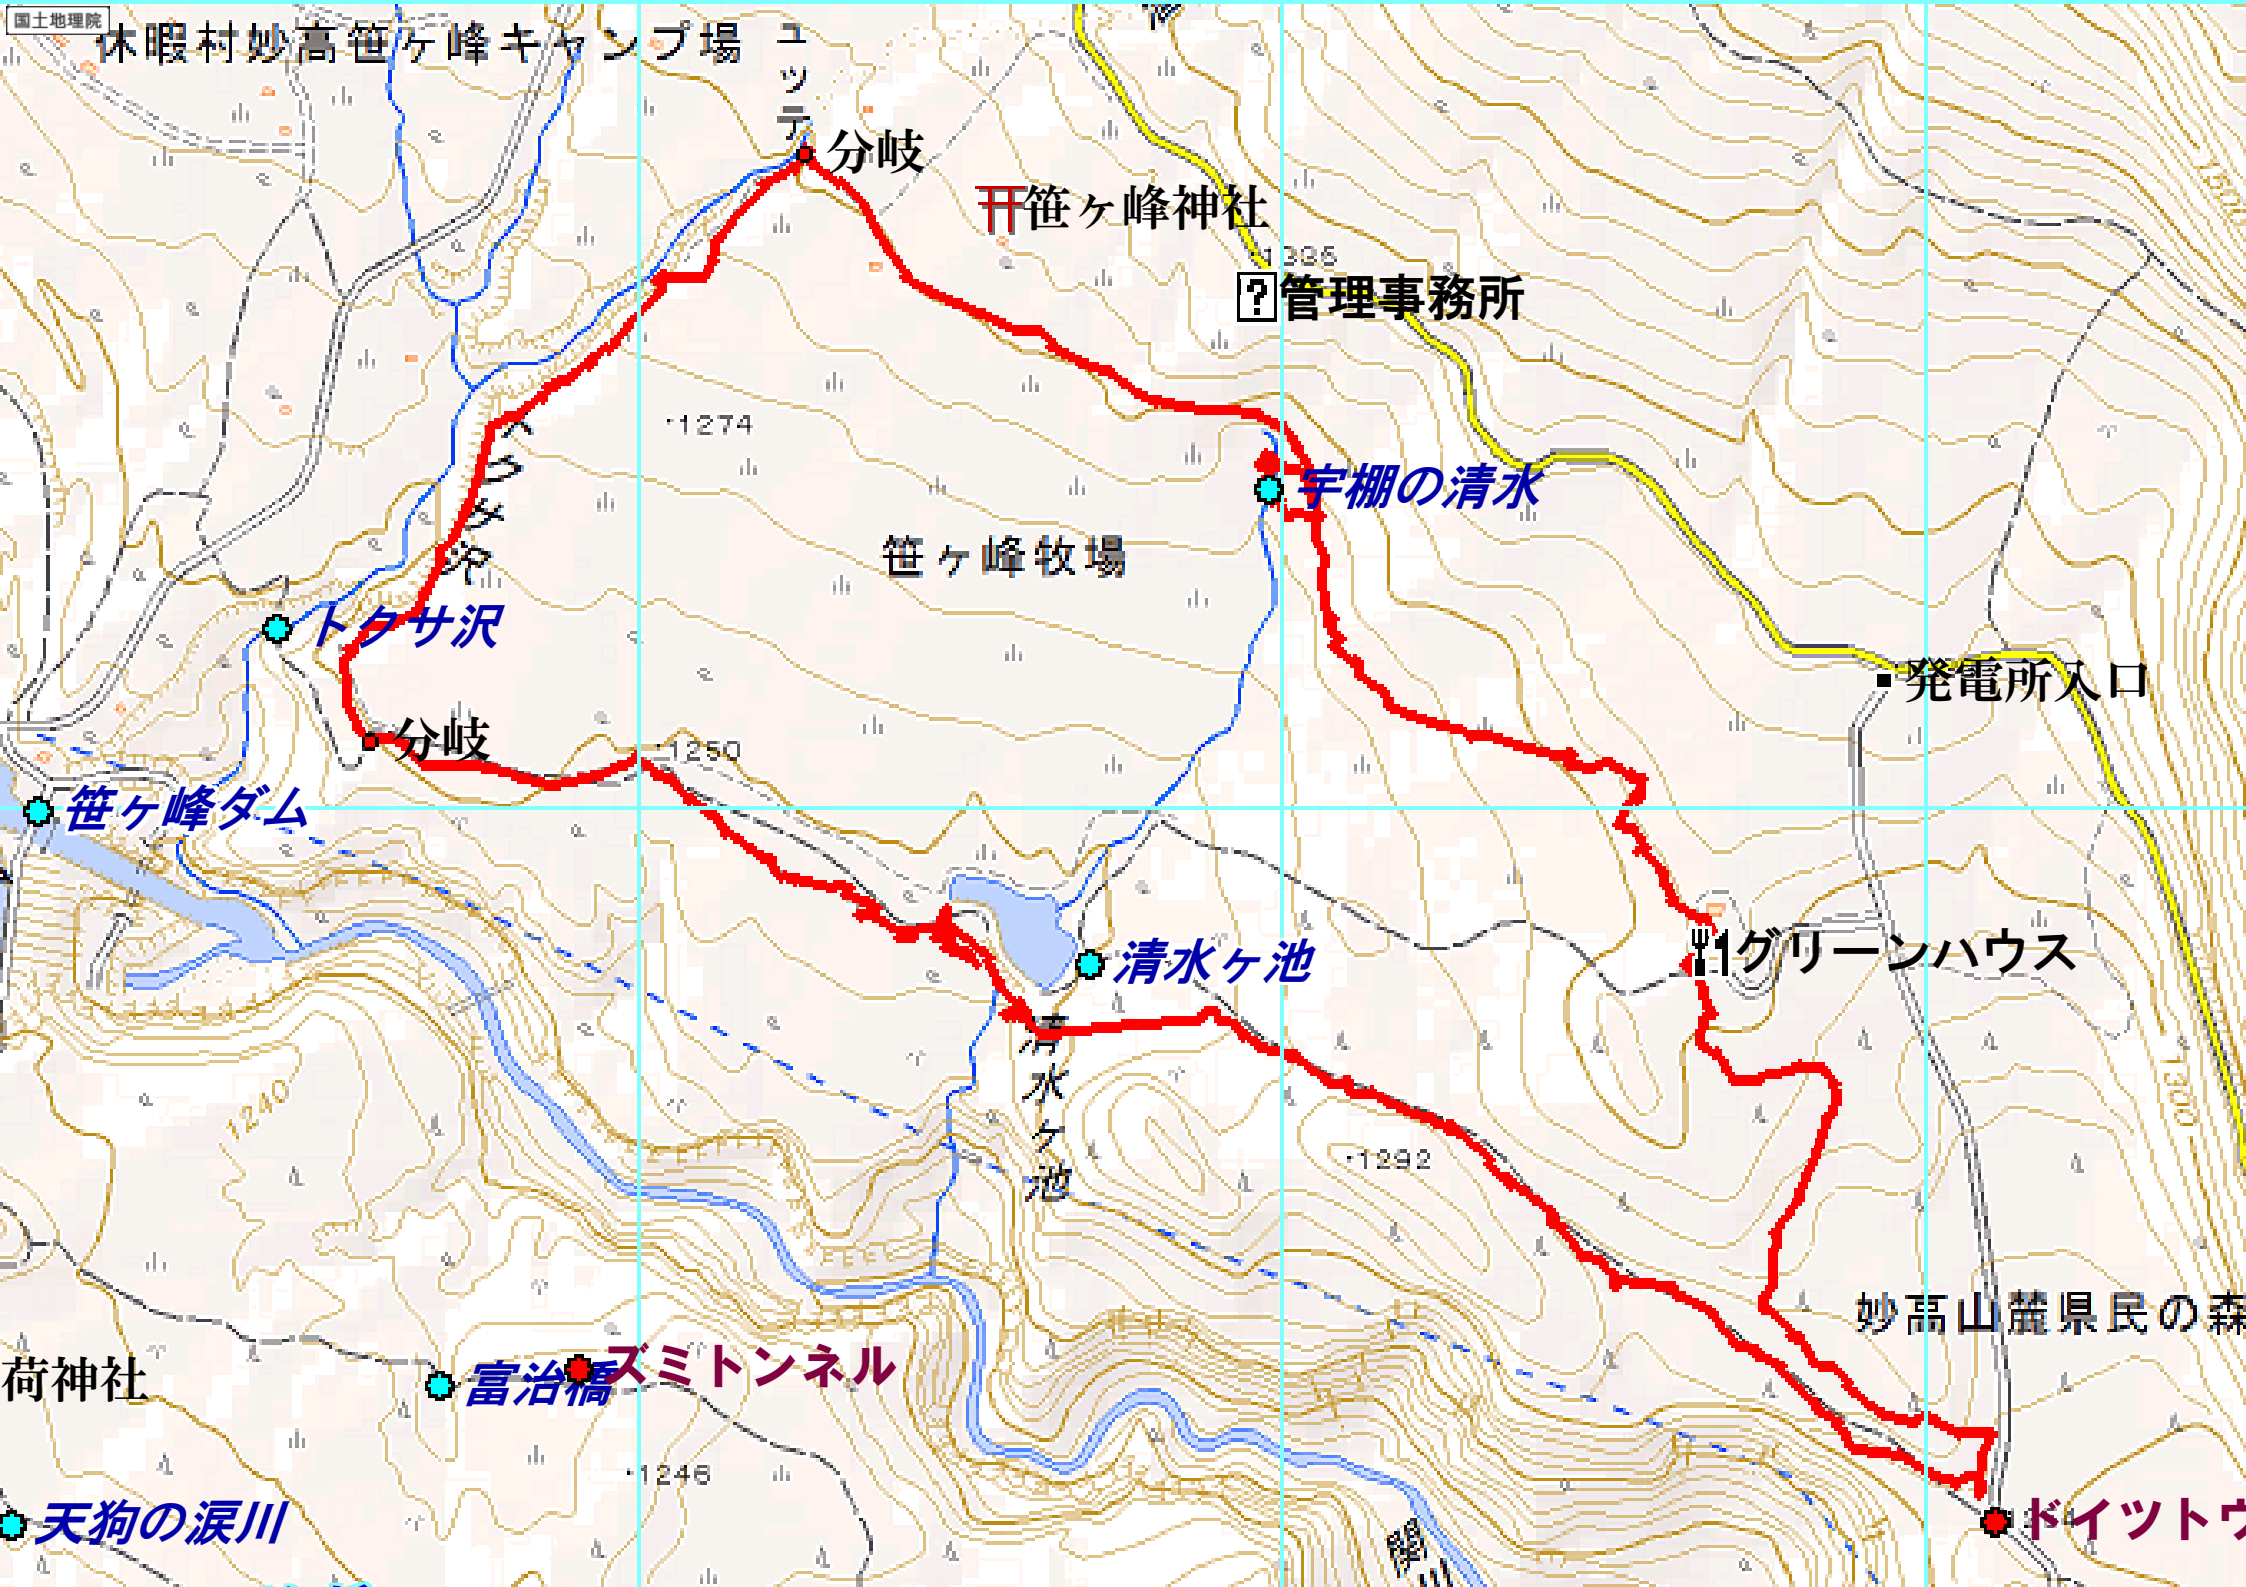 国土地理院
休暇村妙高笹ヶ峰キャンプ場
ユッテ
分岐
笹ヶ峰神社
1336
管理事務所
1274
宇棚の清水
笹ヶ峰牧場
トクサ沢
トクサ沢
発電所入口
分岐
1250
笹ヶ峰ダム
清水ヶ池
グリーンハウス
清水ヶ池
1240
1300
1292
妙高山麓県民の森
荷神社
富治橋
ズミトンネル
1246
天狗の涙川
ドイツトウ